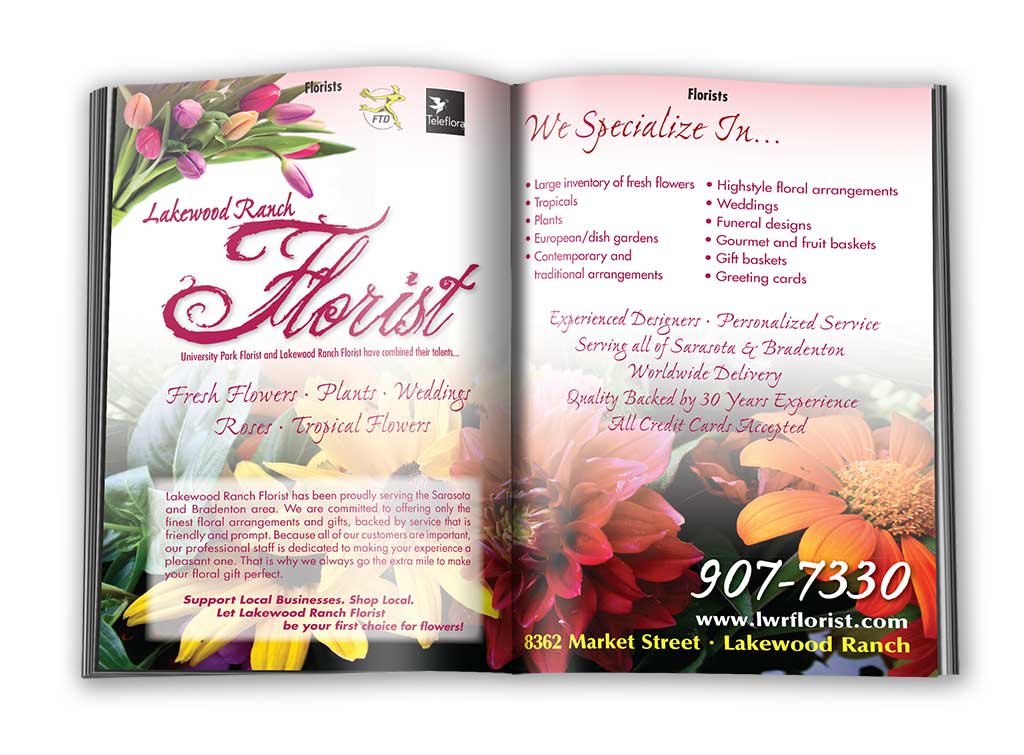 Florists
FTD
Teleflora
Lakewood Ranch
Florist
University Park Florist and Lakewood Ranch Florist have combined their talents...
Fresh Flowers · Plants · Weddings
Roses · Tropical Flowers
Lakewood Ranch Florist has been proudly serving the Sarasota
and Bradenton area. We are committed to offering only the
finest floral arrangements and gifts, backed by service that is
friendly and prompt. Because all of our customers are important,
our professional staff is dedicated to making your experience a
pleasant one. That is why we always go the extra mile to make
your floral gift perfect.
Support Local Businesses. Shop Local.
Let Lakewood Ranch Florist
be your first choice for flowers!
Florists
We Specialize In...
• Large inventory of fresh flowers
• Tropicals
• Plants
• European/dish gardens
• Contemporary and
traditional arrangements
• Highstyle floral arrangements
• Weddings
• Funeral designs
• Gourmet and fruit baskets
• Gift baskets
• Greeting cards
Experienced Designers · Personalized Service
Serving all of Sarasota & Bradenton
Worldwide Delivery
Quality Backed by 30 Years Experience
All Credit Cards Accepted
907-7330
www.lwrflorist.com
8362 Market Street · Lakewood Ranch